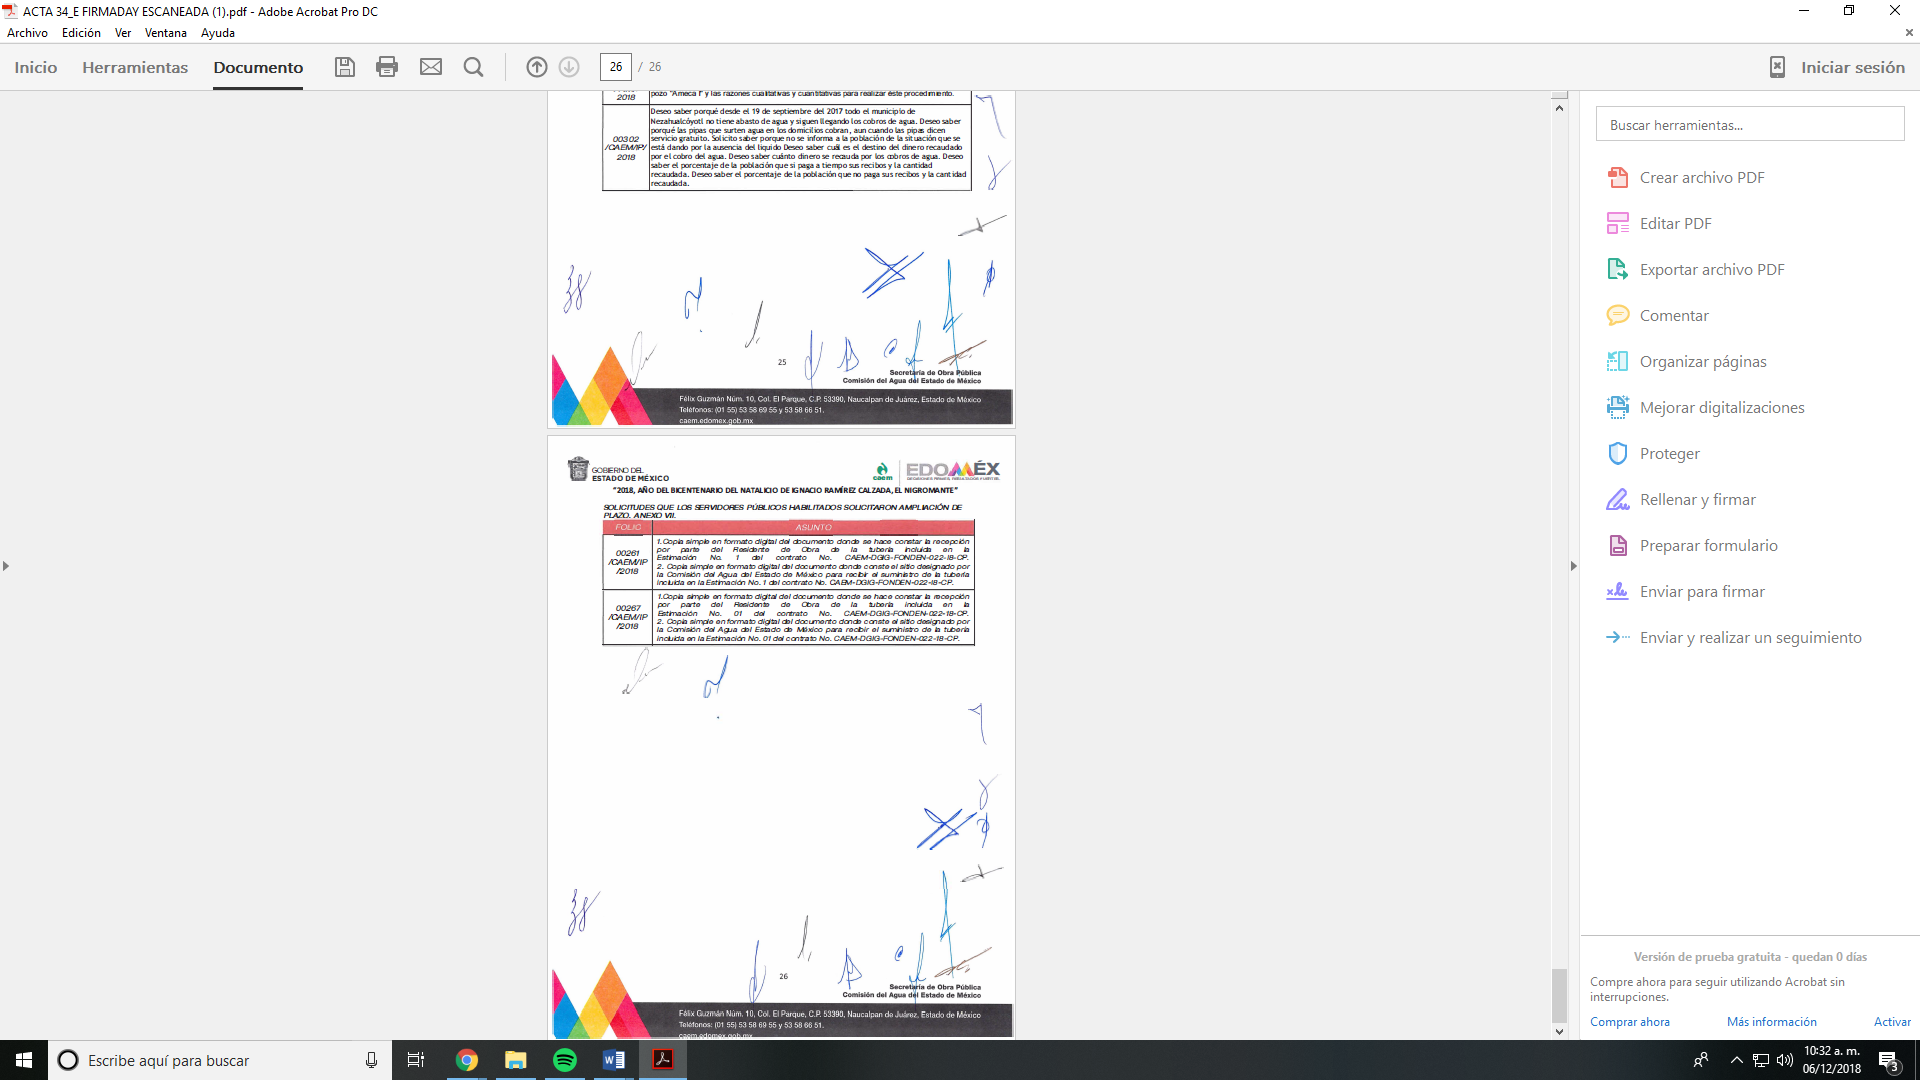 ACTA 34_E FIRMADAY ESCANEADA (1).pdf - Adobe Acrobat Pro DC
Archivo Edición Ver Ventana Ayuda
Inicio Herramientas Documento 26 / 26 Iniciar sesión
2018
pozo "Ameca I" y las razones cualitativas y cuantitativas para realizar éste procedimiento.
00302
/CAEM/IP/
2018
Deseo saber porqué desde el 19 de septiembre del 2017 todo el municipio de
Nezahualcóyotl no tiene abasto de agua y siguen llegando los cobros de agua. Deseo saber
porqué las pipas que surten agua en los domicilios cobran, aun cuando las pipas dicen
servicio gratuito. Solicito saber porque no se informa a la población de la situación que se
está dando por la ausencia del liquido Deseo saber cuál es el destino del dinero recaudado
por el cobro del agua. Deseo saber cuánto dinero se recauda por los cobros de agua. Deseo
saber el porcentaje de la población que si paga a tiempo sus recibos y la cantidad
recaudada. Deseo saber el porcentaje de la población que no paga sus recibos y la cantidad
recaudada.
25
Secretaría de Obra Pública
Comisión del Agua del Estado de México
Félix Guzmán Núm. 10, Col. El Parque, C.P. 53390, Naucalpan de Juárez, Estado de México
Teléfonos: (01 55) 53 58 69 55 y 53 58 66 51.
caem.edomex.gob.mx
GOBIERNO DEL
ESTADO DE MÉXICO
caem
EDOMÉX
DECISIONES FIRMES, RESULTADOS FUERTES.
"2018, AÑO DEL BICENTENARIO DEL NATALICIO DE IGNACIO RAMÍREZ CALZADA, EL NIGROMANTE"
SOLICITUDES QUE LOS SERVIDORES PÚBLICOS HABILITADOS SOLICITARON AMPLIACIÓN DE
PLAZO. ANEXO VII.
FOLIO ASUNTO
00261
/CAEM/IP
/2018
1.Copia simple en formato digital del documento donde se hace constar la recepción
por parte del Residente de Obra de la tubería incluida en la
Estimación No. 1 del contrato No. CAEM-DGIG-FONDEN-022-18-CP.
2. Copia simple en formato digital del documento donde conste el sitio designado por
la Comisión del Agua del Estado de México para recibir el suministro de la tubería
incluida en la Estimación No. 1 del contrato No. CAEM-DGIG-FONDEN-022-18-CP.
00267
/CAEM/IP
/2018
1.Copia simple en formato digital del documento donde se hace constar la recepción
por parte del Residente de Obra de la tubería incluida en la
Estimación No. 01 del contrato No. CAEM-DGIG-FONDEN-022-18-CP.
2. Copia simple en formato digital del documento donde conste el sitio designado por
la Comisión del Agua del Estado de México para recibir el suministro de la tubería
incluida en la Estimación No. 01 del contrato No. CAEM-DGIG-FONDEN-022-18-CP.
26
Secretaría de Obra Pública
Comisión del Agua del Estado de México
Félix Guzmán Núm. 10, Col. El Parque, C.P. 53390, Naucalpan de Juárez, Estado de México
Teléfonos: (01 55) 53 58 69 55 y 53 58 66 51.
caem.edomex.gob.mx
Buscar herramientas...
Crear archivo PDF
Editar PDF
Exportar archivo PDF
Comentar
Organizar páginas
Mejorar digitalizaciones
Proteger
Rellenar y firmar
Preparar formulario
Enviar para firmar
Enviar y realizar un seguimiento
Versión de prueba gratuita - quedan 0 días
Compre ahora para seguir utilizando Acrobat sin
interrupciones.
Comprar ahora Más información Activar
Escribe aquí para buscar
10:32 a. m.
06/12/2018
3